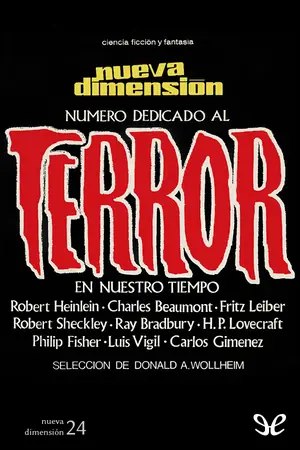 ciencia ficción y fantasía
nueva
dimensión
NUMERO DEDICADO AL
TERROR
EN NUESTRO TIEMPO
Robert Heinlein · Charles Beaumont · Fritz Leiber
Robert Sheckley · Ray Bradbury · H.P. Lovecraft
Philip Fisher · Luis Vigil · Carlos Gimenez
SELECCION DE DONALD A.WOLLHEIM
nueva
dimensión 24